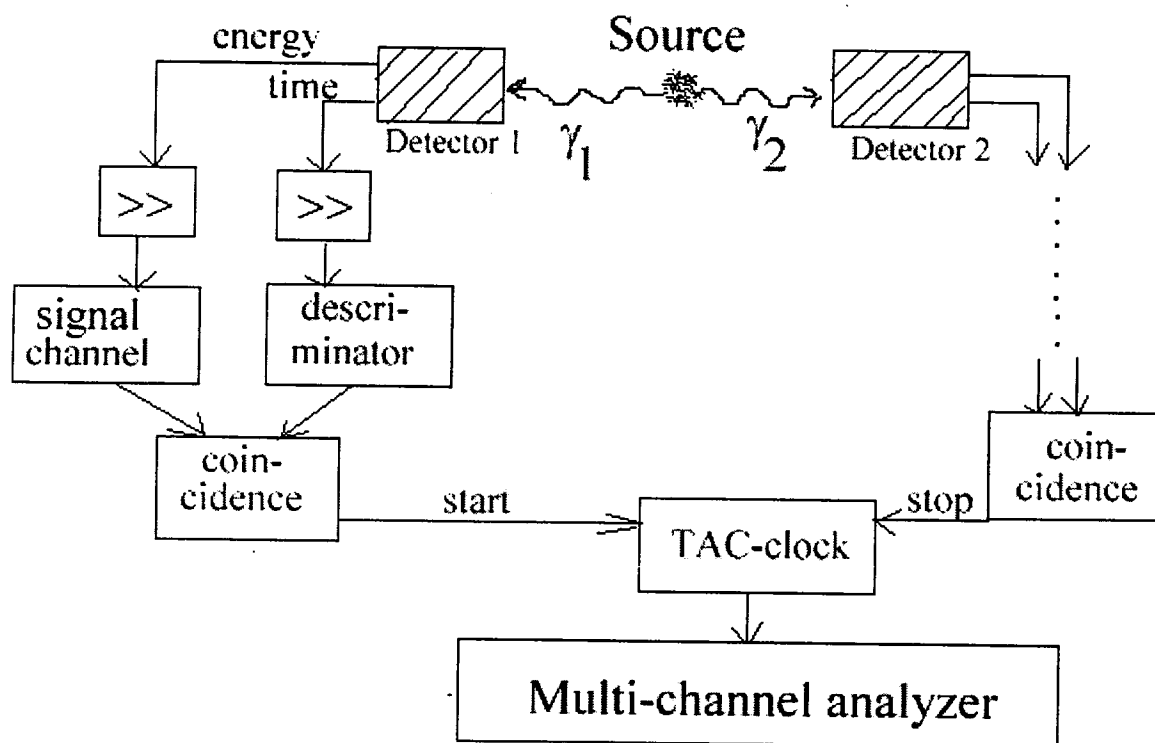 energy
Source
time
Detector 1
γ1
γ2
Detector 2
>>
>>
signal
channel
descri-
minator
coin-
cidence
coin-
cidence
start
stop
TAC-clock
Multi-channel analyzer